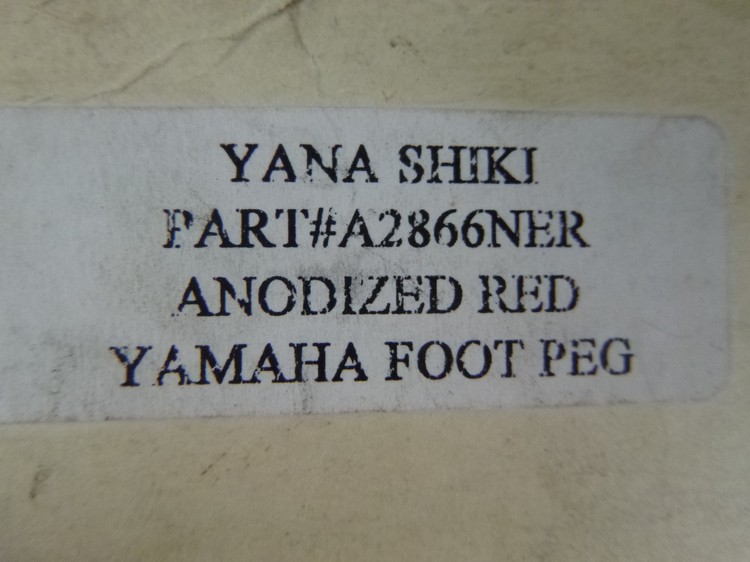 YANA SHIKI
PART#A2866NER
ANODIZED RED
YAMAHA FOOT PEG